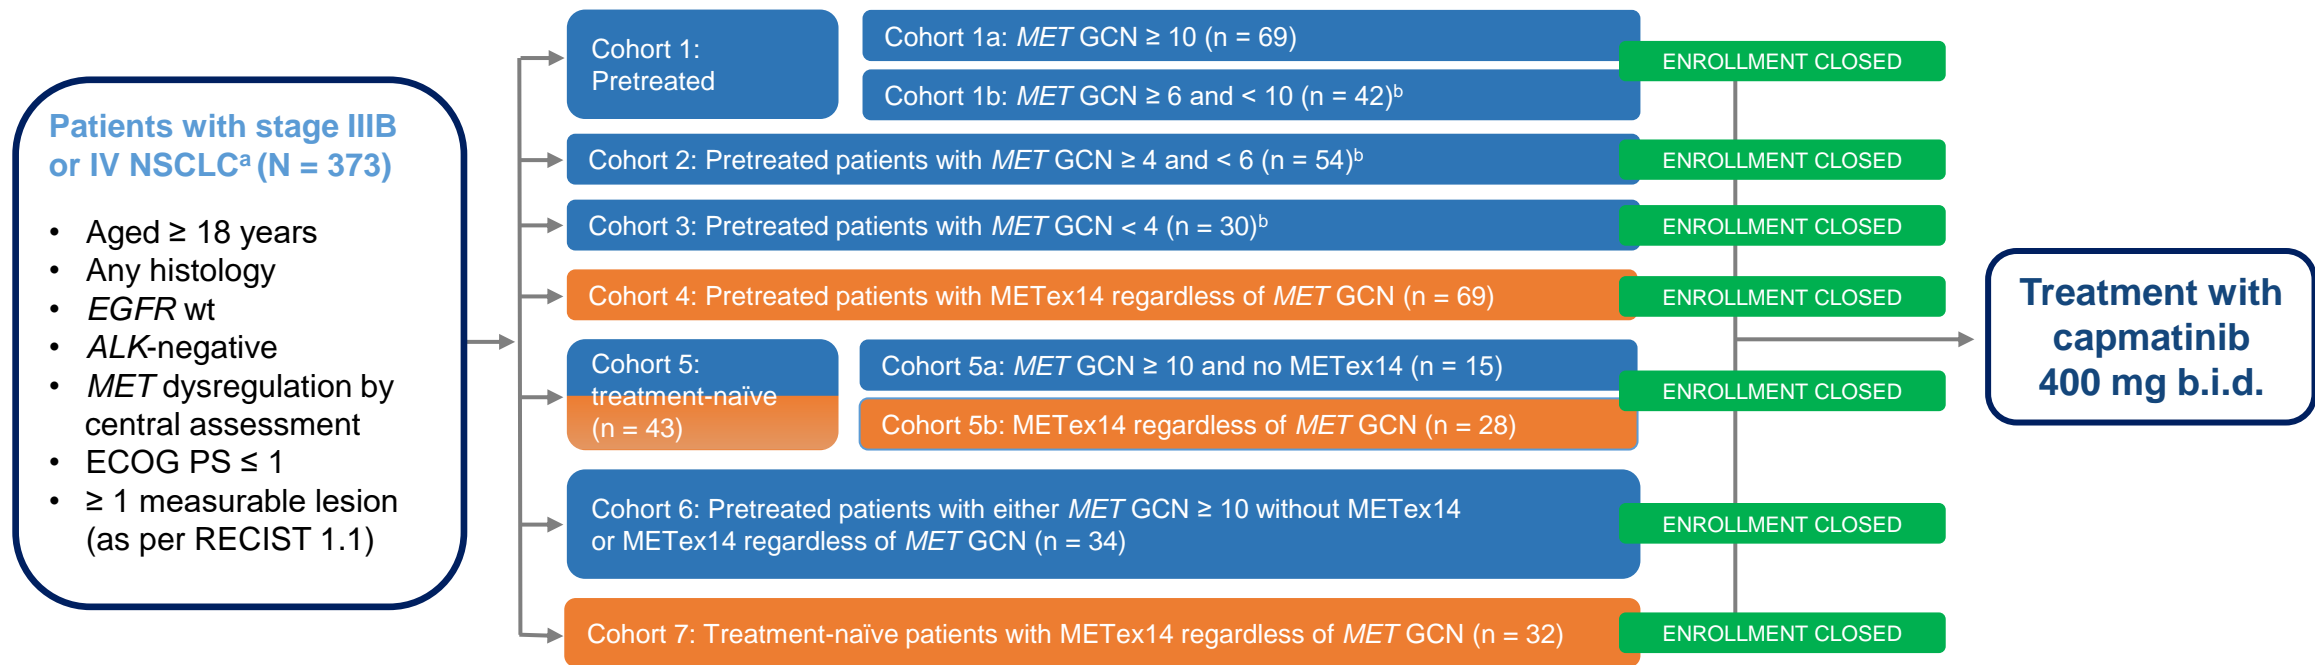 Patients with stage IIIB
or IV NSCLCᵃ (N = 373)
• Aged ≥ 18 years
• Any histology
• EGFR wt
• ALK-negative
• MET dysregulation by
central assessment
• ECOG PS ≤ 1
• ≥ 1 measurable lesion
(as per RECIST 1.1)
Cohort 1:
Pretreated
Cohort 1a: MET GCN ≥ 10 (n = 69)
Cohort 1b: MET GCN ≥ 6 and < 10 (n = 42)ᵇ
ENROLLMENT CLOSED
Cohort 2: Pretreated patients with MET GCN ≥ 4 and < 6 (n = 54)ᵇ
ENROLLMENT CLOSED
Cohort 3: Pretreated patients with MET GCN < 4 (n = 30)ᵇ
ENROLLMENT CLOSED
Cohort 4: Pretreated patients with METex14 regardless of MET GCN (n = 69)
ENROLLMENT CLOSED
Cohort 5:
treatment-naïve
(n = 43)
Cohort 5a: MET GCN ≥ 10 and no METex14 (n = 15)
Cohort 5b: METex14 regardless of MET GCN (n = 28)
ENROLLMENT CLOSED
Cohort 6: Pretreated patients with either MET GCN ≥ 10 without METex14
or METex14 regardless of MET GCN (n = 34)
ENROLLMENT CLOSED
Cohort 7: Treatment-naïve patients with METex14 regardless of MET GCN (n = 32)
ENROLLMENT CLOSED
Treatment with
capmatinib
400 mg b.i.d.